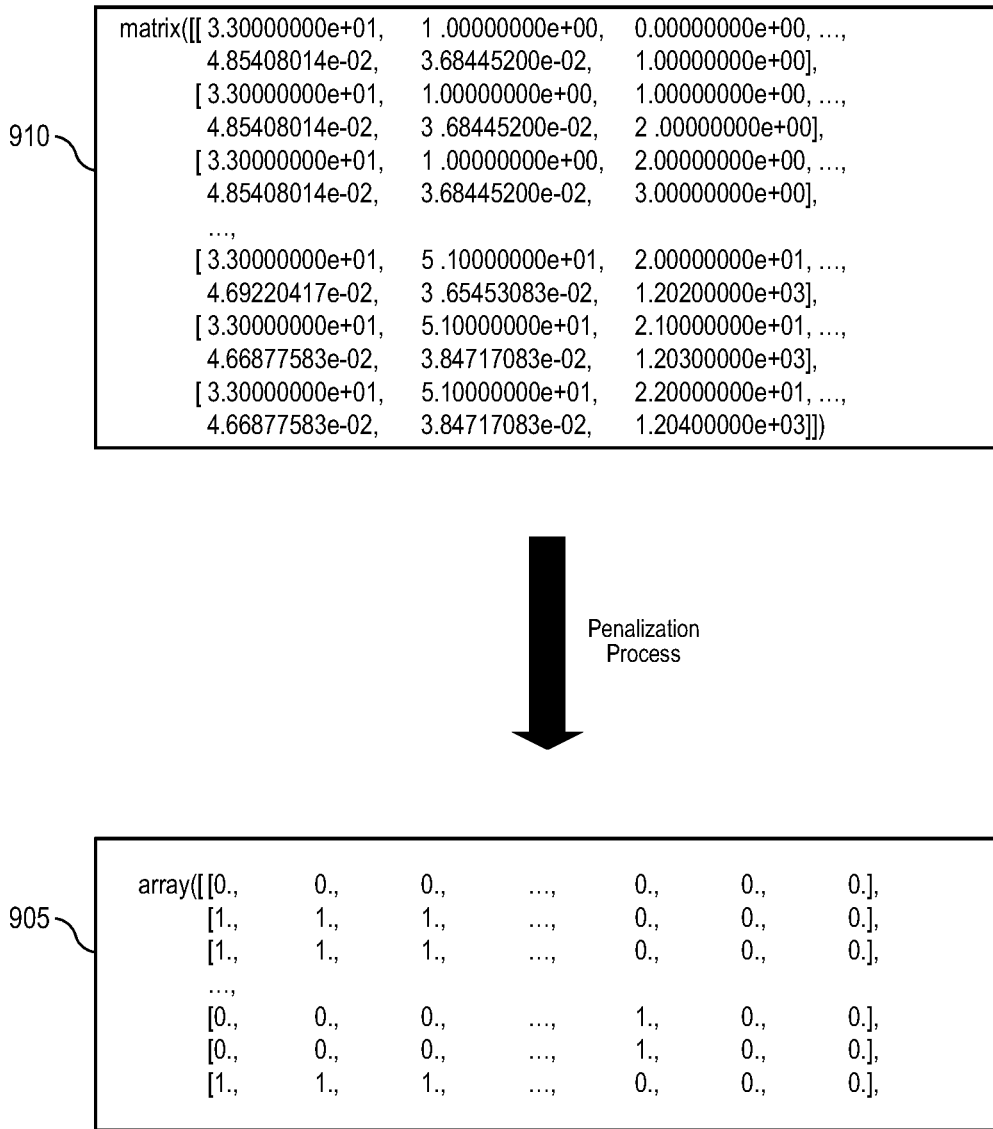 matrix([[ 3.30000000e+01, 1 .00000000e+00, 0.00000000e+00, ...,
4.85408014e-02, 3.68445200e-02, 1.00000000e+00],
[ 3.30000000e+01, 1.00000000e+00, 1.00000000e+00, ...,
910
4.85408014e-02, 3 .68445200e-02, 2 .00000000e+00],
[ 3.30000000e+01, 1 .00000000e+00, 2.00000000e+00, ...,
4.85408014e-02, 3.68445200e-02, 3.00000000e+00],
...,
[ 3.30000000e+01, 5 .10000000e+01, 2.00000000e+01, ...,
4.69220417e-02, 3 .65453083e-02, 1.20200000e+03],
[ 3.30000000e+01, 5.10000000e+01, 2.10000000e+01, ...,
4.66877583e-02, 3.84717083e-02, 1.20300000e+03],
[ 3.30000000e+01, 5.10000000e+01, 2.20000000e+01, ...,
4.66877583e-02, 3.84717083e-02, 1.20400000e+03]])
Penalization
Process
array([[0., 0., 0., ..., 0., 0., 0.],
905
[1., 1., 1., ..., 0., 0., 0.],
[1., 1., 1., ..., 0., 0., 0.],
...,
[0., 0., 0., ..., 1., 0., 0.],
[0., 0., 0., ..., 1., 0., 0.],
[1., 1., 1., ..., 0., 0., 0.],